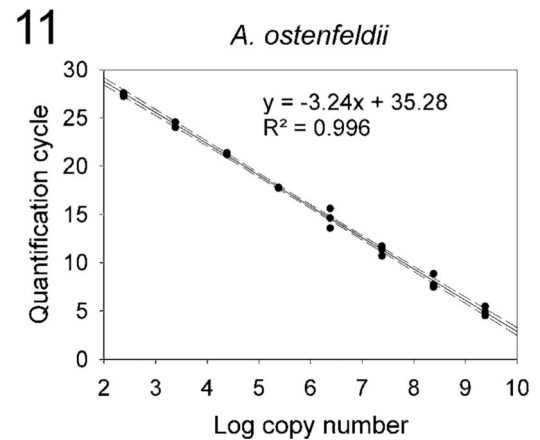 11
A. ostenfeldii
y = -3.24x + 35.28
R² = 0.996
30
25
20
15
10
5
0
Quantification cycle
2 3 4 5 6 7 8 9 10
Log copy number